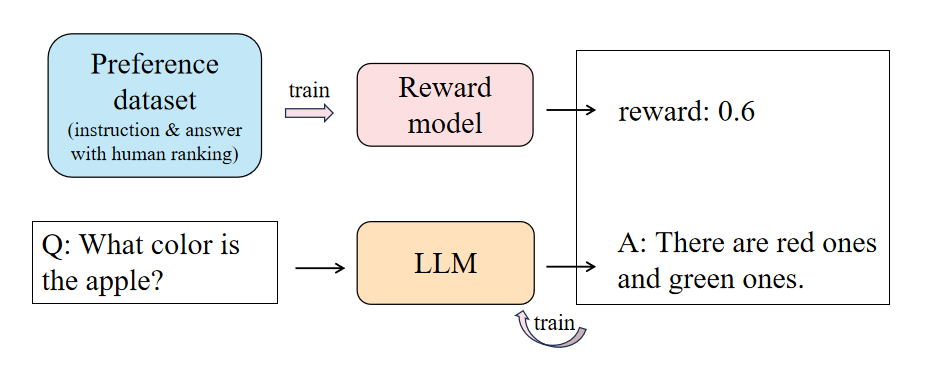 Preference
dataset
(instruction & answer
with human ranking)
train
Reward
model
reward: 0.6
Q: What color is
the apple?
LLM
A: There are red ones
and green ones.
train